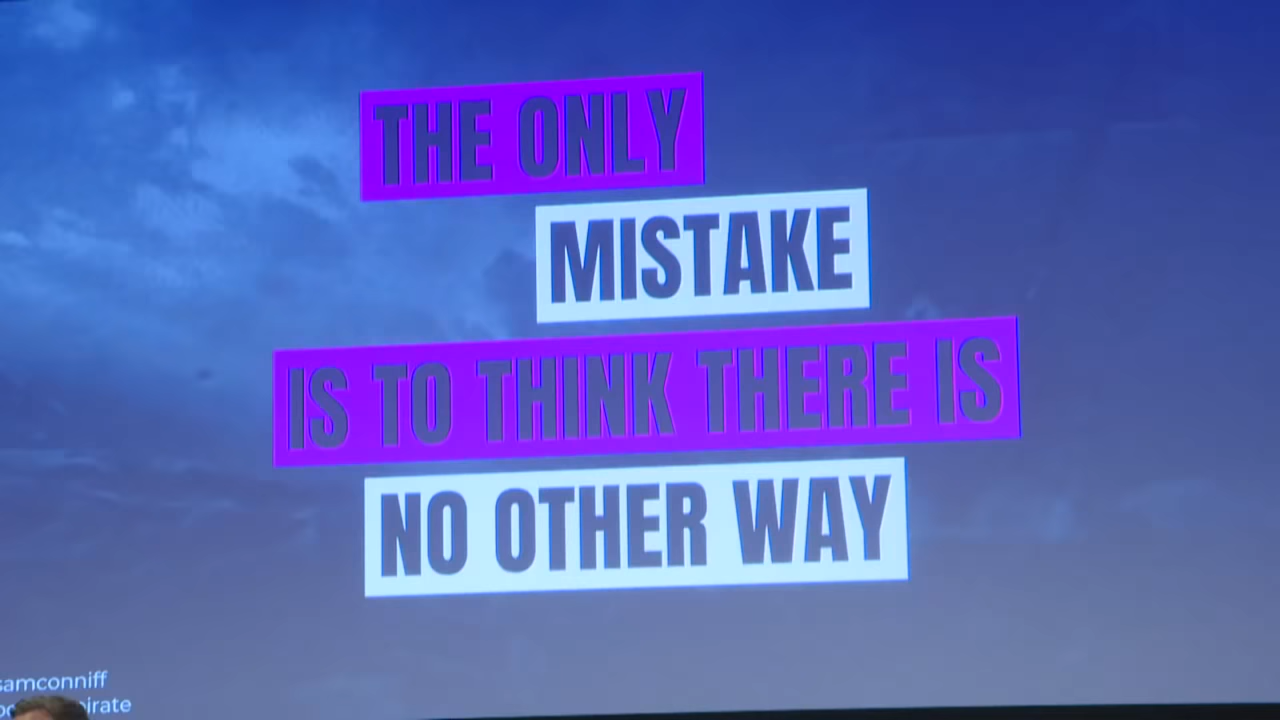 THE ONLY
MISTAKE
IS TO THINK THERE IS
NO OTHER WAY
samconniff